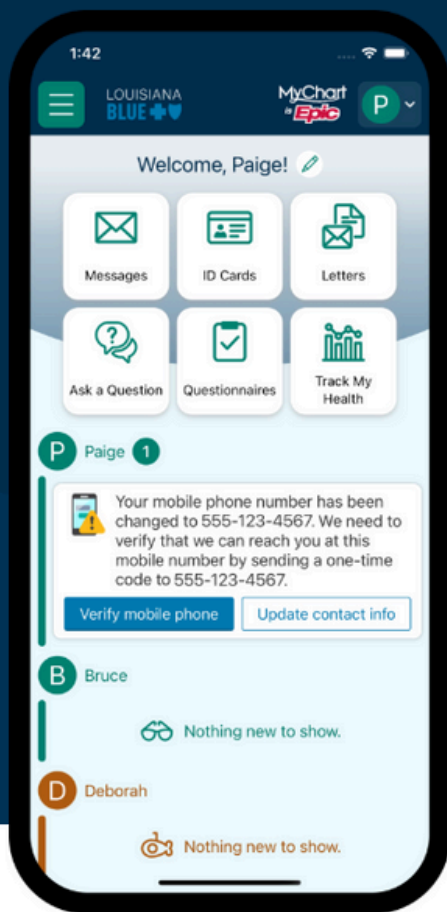 1:42
LOUISIANA
BLUE
MyChart
Epic
P
Welcome, Paige!
Messages
ID Cards
Letters
Ask a Question
Questionnaires
Track My
Health
P Paige 1
Your mobile phone number has been
changed to 555-123-4567. We need to
verify that we can reach you at this
mobile number by sending a one-time
code to 555-123-4567.
Verify mobile phone
Update contact info
B Bruce
Nothing new to show.
D Deborah
Nothing new to show.